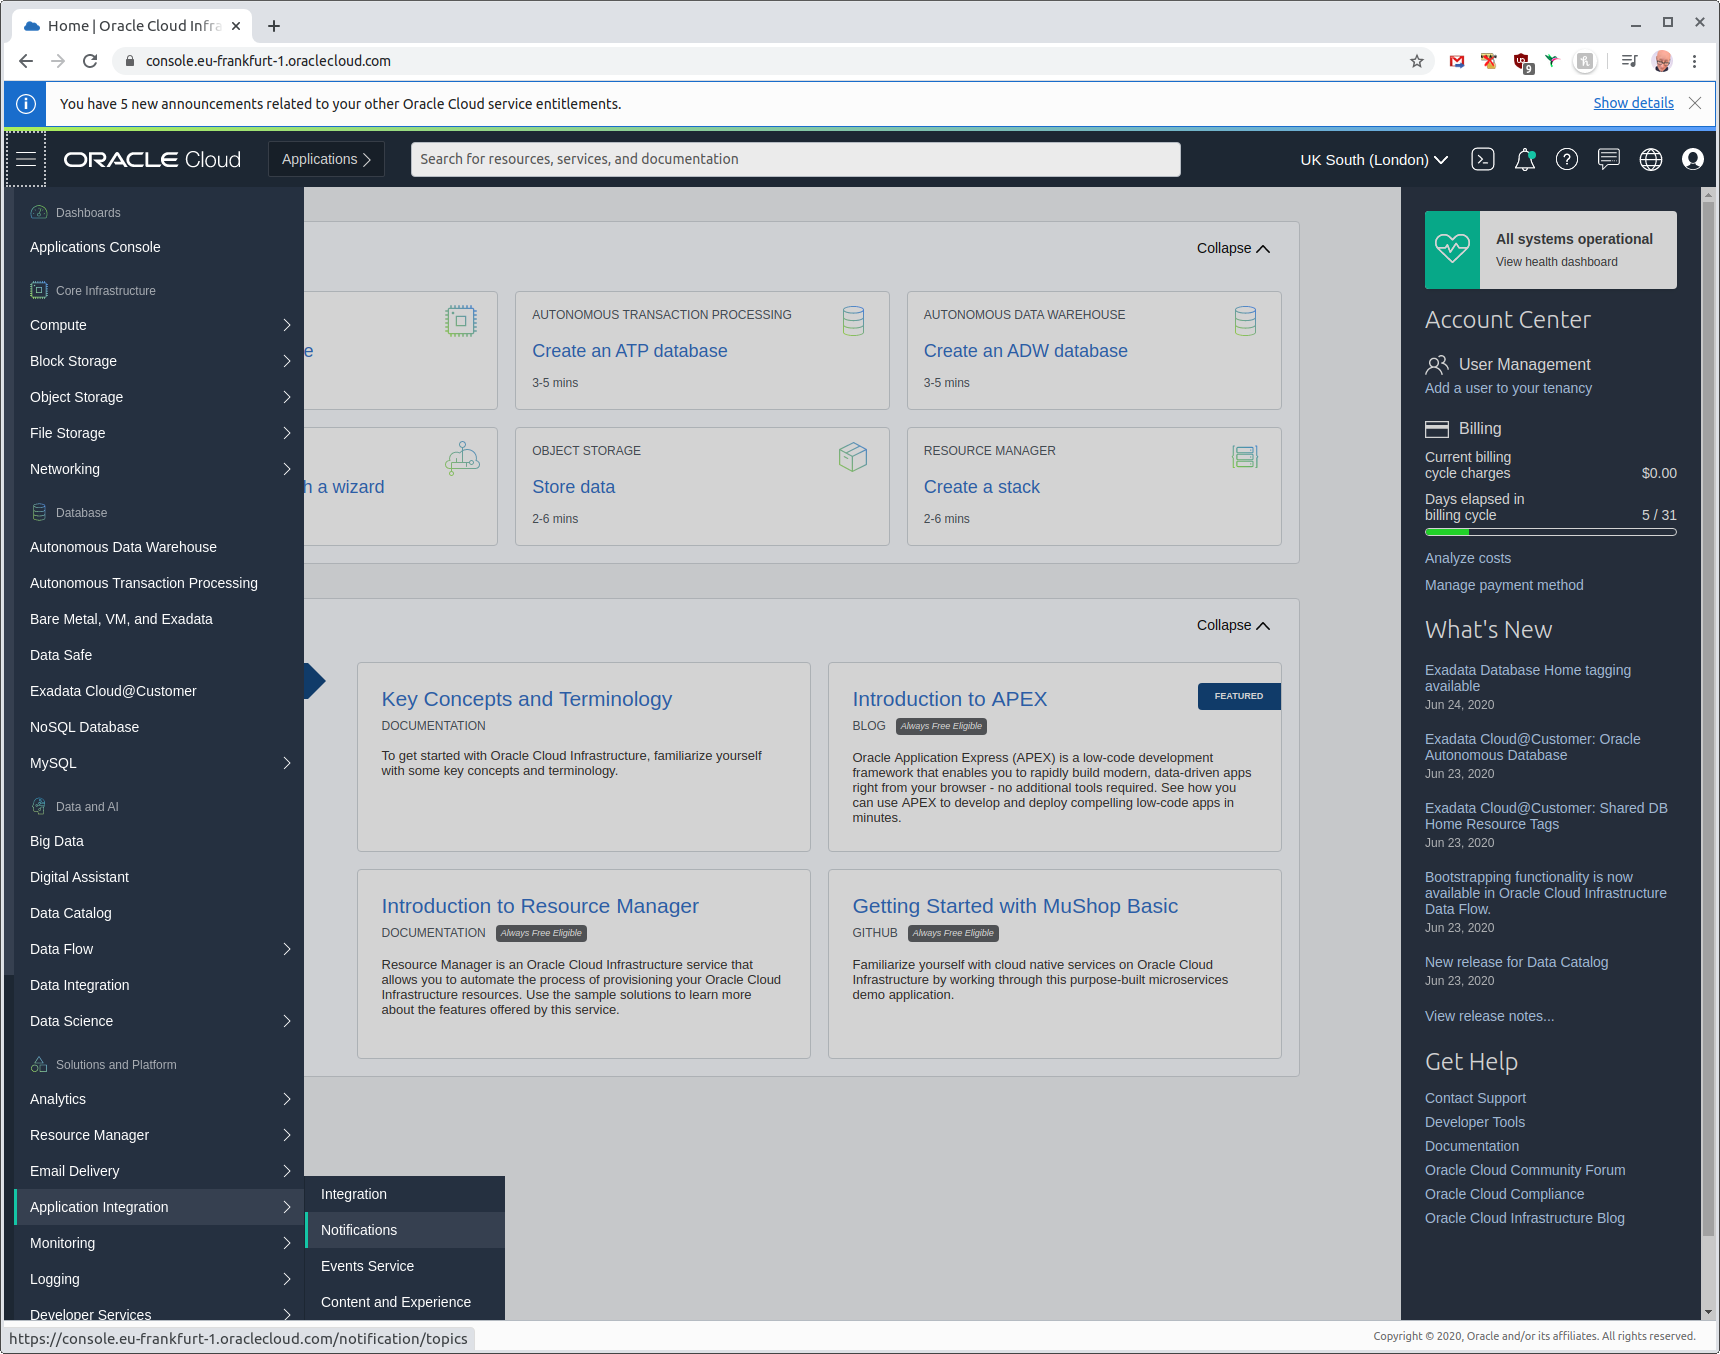 Home | Oracle Cloud Infra
console.eu-frankfurt-1.oraclecloud.com
9
You have 5 new announcements related to your other Oracle Cloud service entitlements.
Show details
ORACLE Cloud
Applications
Search for resources, services, and documentation
UK South (London)
Dashboards
Applications Console
Core Infrastructure
Compute
Block Storage
Object Storage
File Storage
Networking
Database
Autonomous Data Warehouse
Autonomous Transaction Processing
Bare Metal, VM, and Exadata
Data Safe
Exadata Cloud@Customer
NoSQL Database
MySQL
Data and AI
Big Data
Digital Assistant
Data Catalog
Data Flow
Data Integration
Data Science
Solutions and Platform
Analytics
Resource Manager
Email Delivery
Application Integration
Monitoring
Logging
Developer Services
Integration
Notifications
Events Service
Content and Experience
Collapse
e
AUTONOMOUS TRANSACTION PROCESSING
Create an ATP database
3-5 mins
AUTONOMOUS DATA WAREHOUSE
Create an ADW database
3-5 mins
h a wizard
OBJECT STORAGE
Store data
2-6 mins
RESOURCE MANAGER
Create a stack
2-6 mins
Collapse
Key Concepts and Terminology
DOCUMENTATION
To get started with Oracle Cloud Infrastructure, familiarize yourself
with some key concepts and terminology.
Introduction to APEX
FEATURED
BLOG Always Free Eligible
Oracle Application Express (APEX) is a low-code development
framework that enables you to rapidly build modern, data-driven apps
right from your browser - no additional tools required. See how you
can use APEX to develop and deploy compelling low-code apps in
minutes.
Introduction to Resource Manager
DOCUMENTATION Always Free Eligible
Resource Manager is an Oracle Cloud Infrastructure service that
allows you to automate the process of provisioning your Oracle Cloud
Infrastructure resources. Use the sample solutions to learn more
about the features offered by this service.
Getting Started with MuShop Basic
GITHUB Always Free Eligible
Familiarize yourself with cloud native services on Oracle Cloud
Infrastructure by working through this purpose-built microservices
demo application.
All systems operational
View health dashboard
Account Center
User Management
Add a user to your tenancy
Billing
Current billing
cycle charges $0.00
Days elapsed in
billing cycle 5 / 31
Analyze costs
Manage payment method
What's New
Exadata Database Home tagging
available
Jun 24, 2020
Exadata Cloud@Customer: Oracle
Autonomous Database
Jun 23, 2020
Exadata Cloud@Customer: Shared DB
Home Resource Tags
Jun 23, 2020
Bootstrapping functionality is now
available in Oracle Cloud Infrastructure
Data Flow.
Jun 23, 2020
New release for Data Catalog
Jun 23, 2020
View release notes...
Get Help
Contact Support
Developer Tools
Documentation
Oracle Cloud Community Forum
Oracle Cloud Compliance
Oracle Cloud Infrastructure Blog
https://console.eu-frankfurt-1.oraclecloud.com/notification/topics
Copyright © 2020, Oracle and/or its affiliates. All rights reserved.